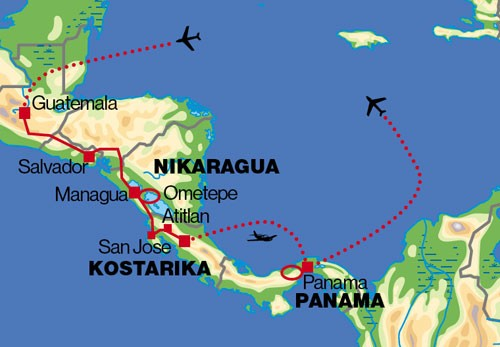 Guatemala
Salvador
NIKARAGUA
Managua
Ometepe
Atitlan
San Jose
KOSTARIKA
Panama
PANAMA